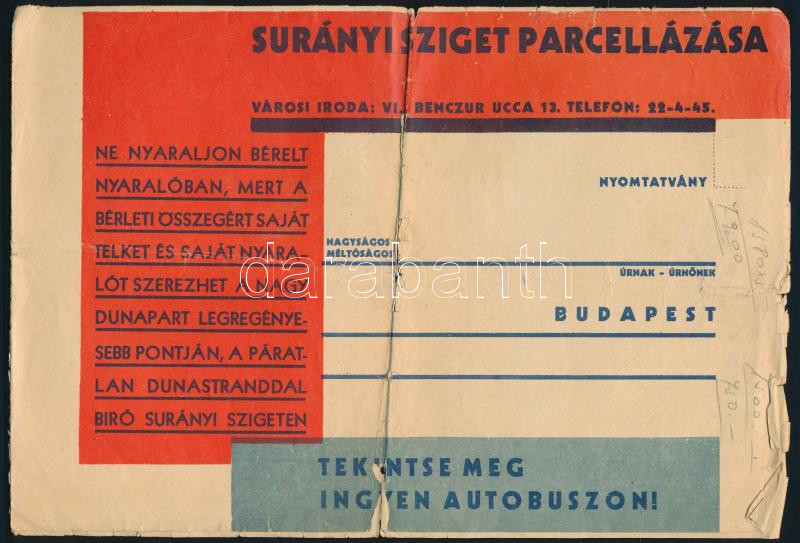 SURÁNYI SZIGET PARCELLÁZÁSA
VÁROSI IRODA: VI., BENCZUR UCCA 13. TELEFON: 22-4-45.
NE NYARALJON BÉRELT
NYARALÓBAN, MERT A
BÉRLETI ÖSSZEGÉRT SAJÁT
TELKET ÉS SAJÁT NYARA-
LÓT SZEREZHET A NAGY
DUNAPART LEGREGÉNYE-
SEBB PONTJÁN, A PÁRAT-
LAN DUNASTRANDDAL
BIRÓ SURÁNYI SZIGETEN
NYOMTATVÁNY
NAGYSÁGOS
MÉLTÓSÁGOS
ÚRNAK - ÚRNŐNEK
BUDAPEST
TEKINTSE MEG
INGYEN AUTOBUSZON!
darabanth